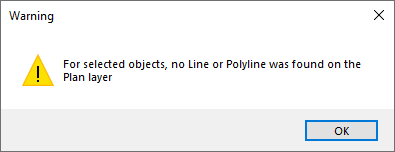 Warning
For selected objects, no Line or Polyline was found on the
Plan layer
OK